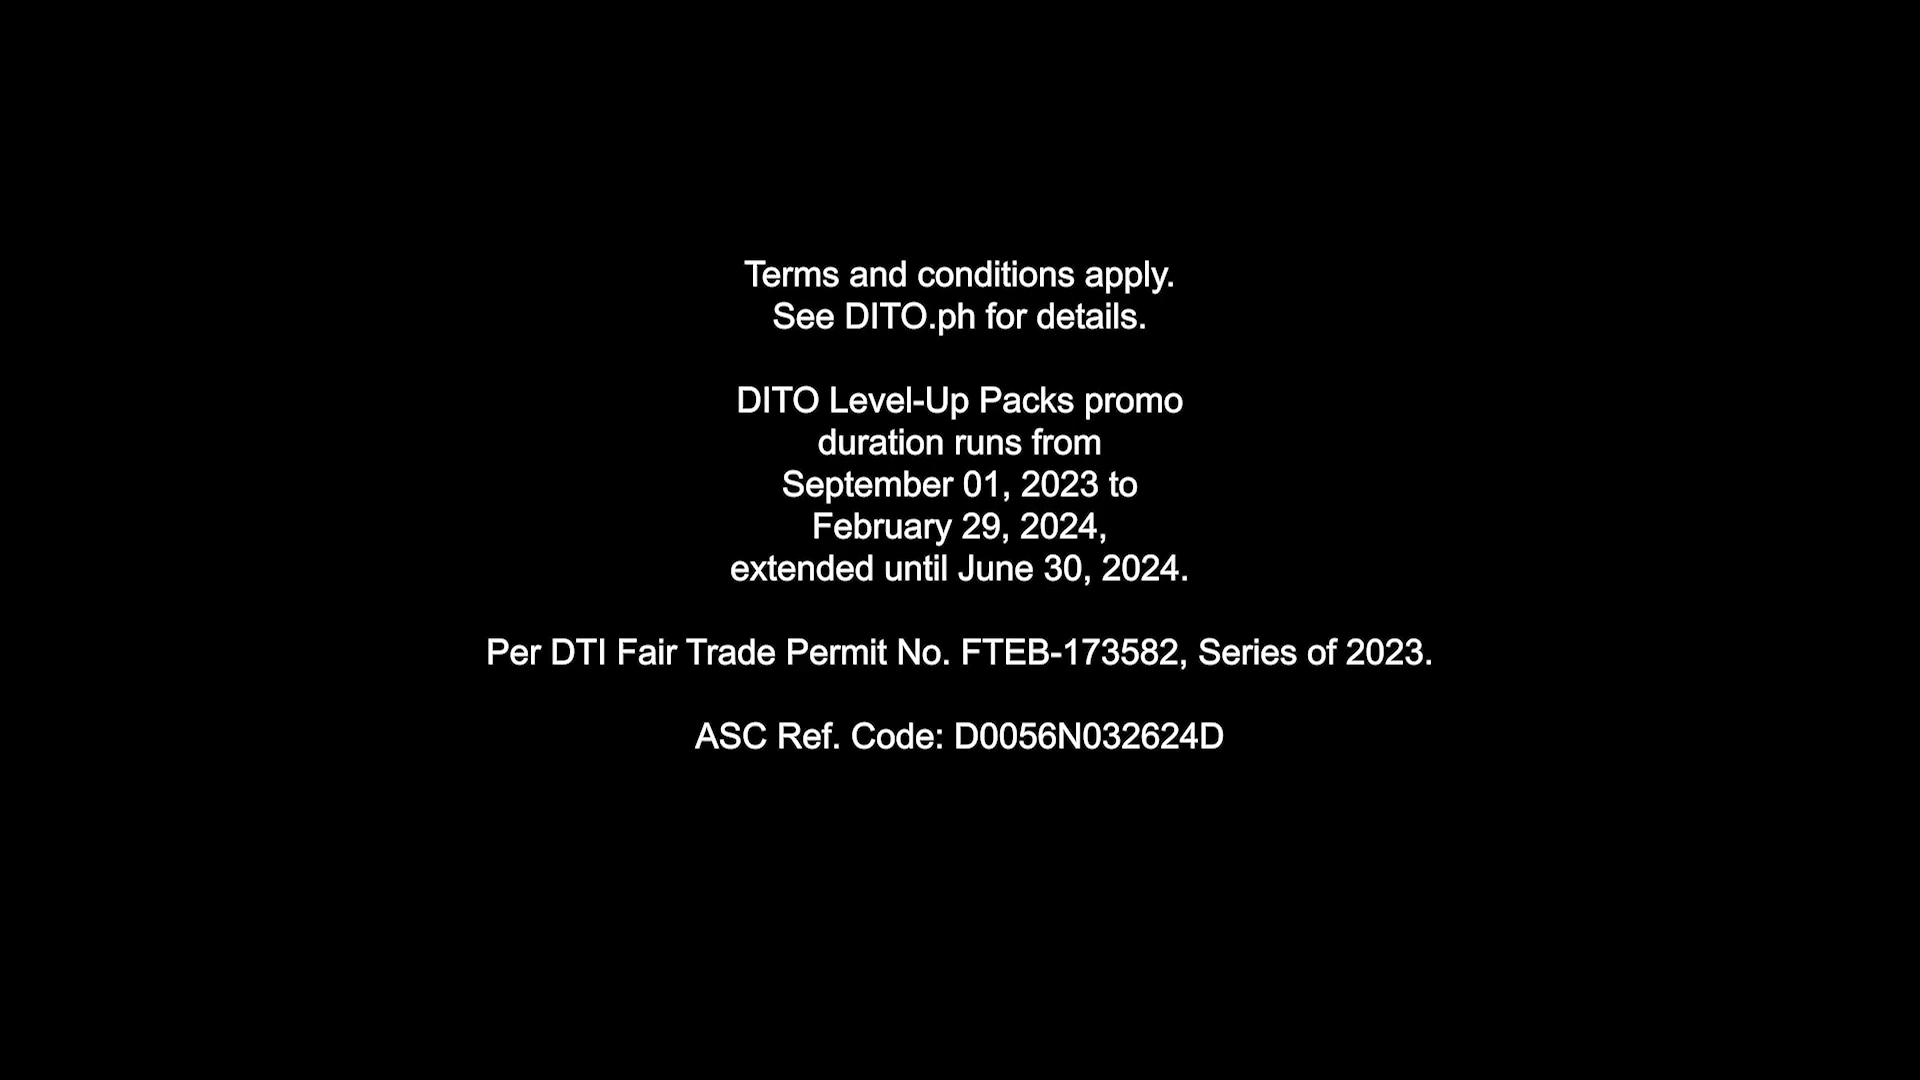 Terms and conditions apply.
See DITO.ph for details.
DITO Level-Up Packs promo
duration runs from
September 01, 2023 to
February 29, 2024,
extended until June 30, 2024.
Per DTI Fair Trade Permit No. FTEB-173582, Series of 2023.
ASC Ref. Code: D0056N032624D